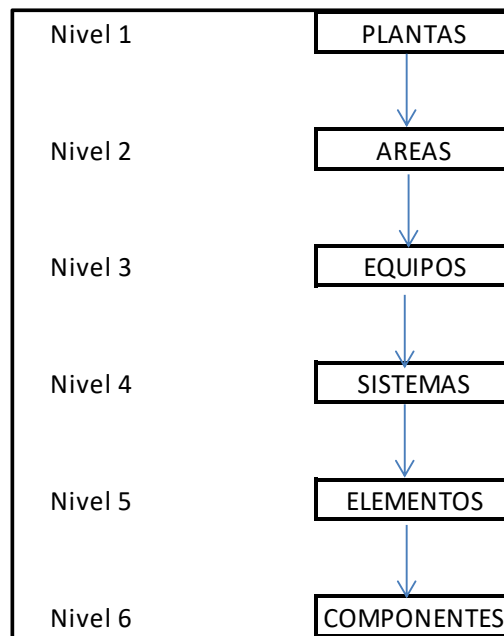 Nivel 1 PLANTAS
Nivel 2 AREAS
Nivel 3 EQUIPOS
Nivel 4 SISTEMAS
Nivel 5 ELEMENTOS
Nivel 6 COMPONENTES